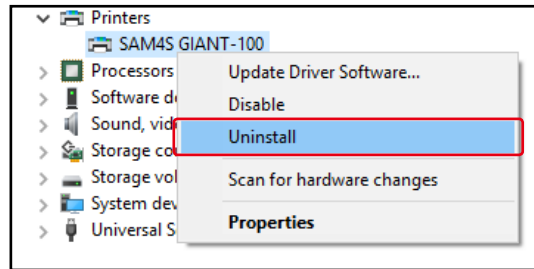 Printers
SAM4S GIANT-100
Processors
Update Driver Software...
Software d
Disable
Sound, vid
Uninstall
Storage co
Storage vol
Scan for hardware changes
System dev
Properties
Universal S